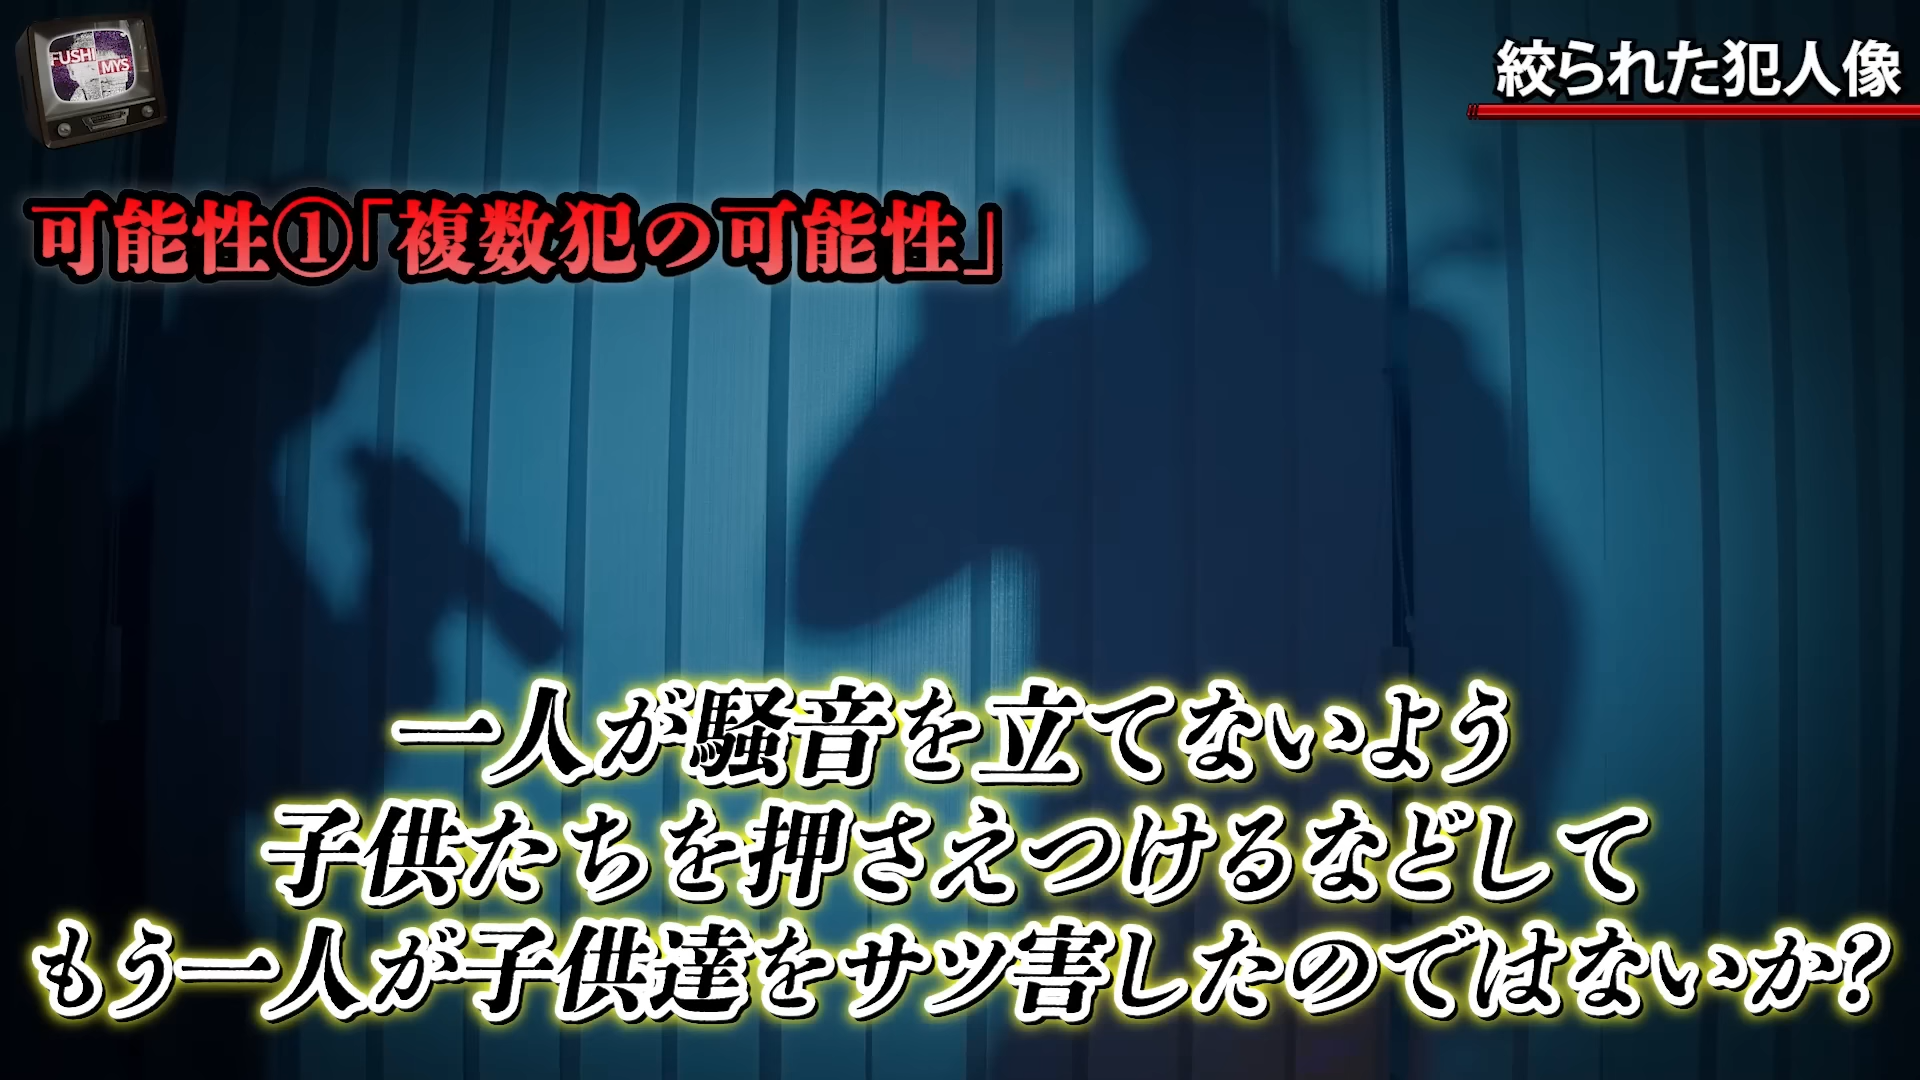 FUSHI
MYS
絞られた犯人像
可能性①「複数犯の可能性」
一人が騒音を立てないよう
子供たちを押さえつけるなどして
もう一人が子供達をサツ害したのではないか?